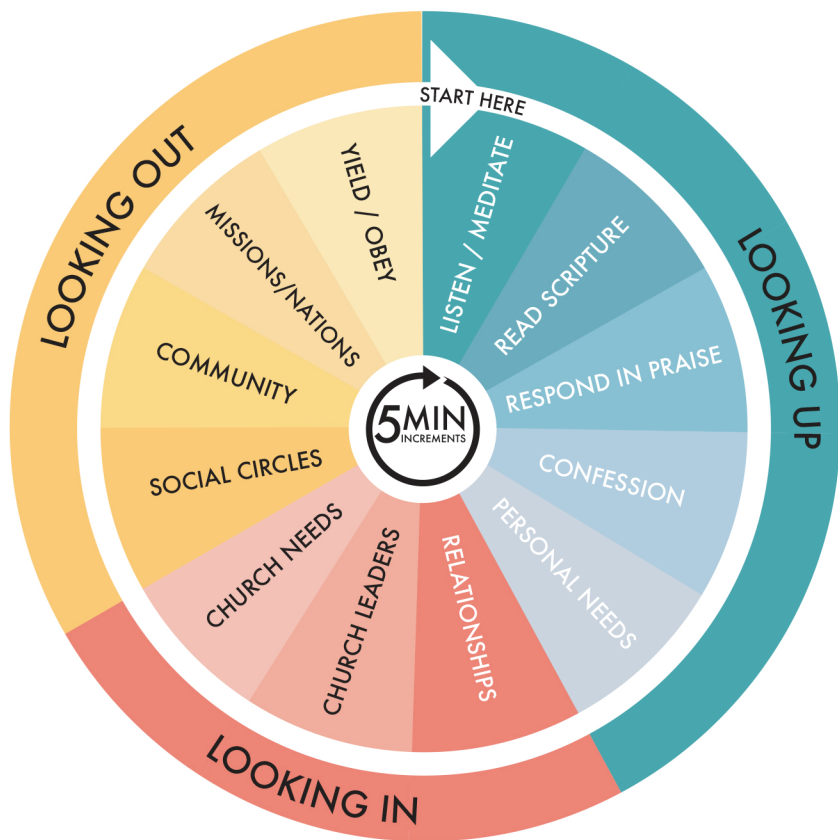 START HERE
LOOKING UP
LISTEN / MEDITATE
READ SCRIPTURE
RESPOND IN PRAISE
CONFESSION
PERSONAL NEEDS
LOOKING IN
RELATIONSHIPS
CHURCH LEADERS
CHURCH NEEDS
LOOKING OUT
SOCIAL CIRCLES
COMMUNITY
MISSIONS/NATIONS
YIELD / OBEY
5MIN
INCREMENTS